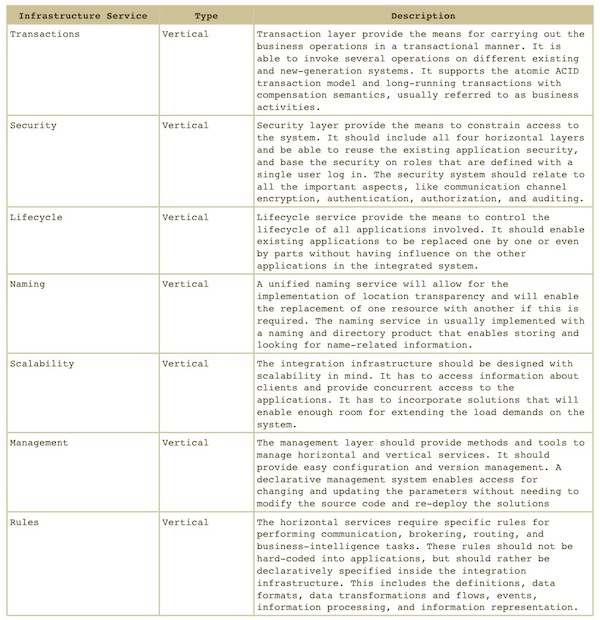 Infrastructure Service Type Description
Transactions Vertical Transaction layer provide the means for carrying out the
business operations in a transactional manner. It is
able to invoke several operations on different existing
and new-generation systems. It supports the atomic ACID
transaction model and long-running transactions with
compensation semantics, usually referred to as business
activities.
Security Vertical Security layer provide the means to constrain access to
the system. It should include all four horizontal layers
and be able to reuse the existing application security,
and base the security on roles that are defined with a
single user log in. The security system should relate to
all the important aspects, like communication channel
encryption, authentication, authorization, and auditing.
Lifecycle Vertical Lifecycle service provide the means to control the
lifecycle of all applications involved. It should enable
existing applications to be replaced one by one or even
by parts without having influence on the other
applications in the integrated system.
Naming Vertical A unified naming service will allow for the
implementation of location transparency and will enable
the replacement of one resource with another if this is
required. The naming service in usually implemented with
a naming and directory product that enables storing and
looking for name-related information.
Scalability Vertical The integration infrastructure should be designed with
scalability in mind. It has to access information about
clients and provide concurrent access to the
applications. It has to incorporate solutions that will
enable enough room for extending the load demands on the
system.
Management Vertical The management layer should provide methods and tools to
manage horizontal and vertical services. It should
provide easy configuration and version management. A
declarative management system enables access for
changing and updating the parameters without needing to
modify the source code and re-deploy the solutions
Rules Vertical The horizontal services require specific rules for
performing communication, brokering, routing, and
business-intelligence tasks. These rules should not be
hard-coded into applications, but should rather be
declaratively specified inside the integration
infrastructure. This includes the definitions, data
formats, data transformations and flows, events,
information processing, and information representation.